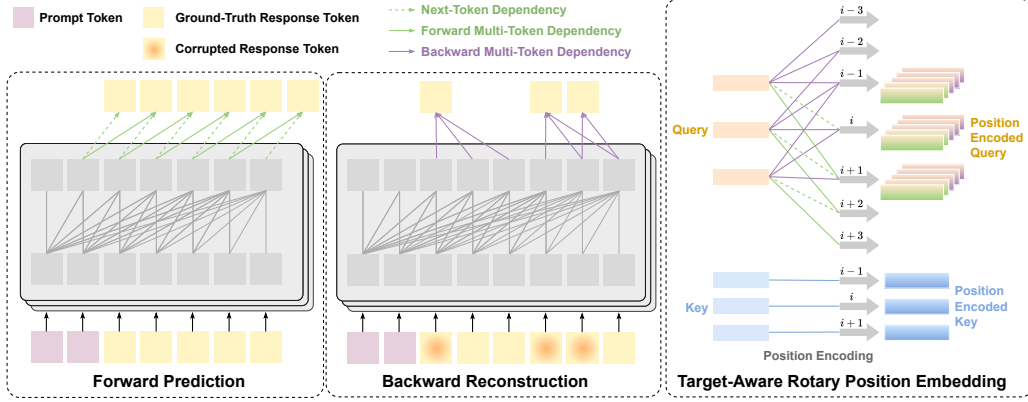 Prompt Token
Ground-Truth Response Token
Corrupted Response Token
Next-Token Dependency
Forward Multi-Token Dependency
Backward Multi-Token Dependency
Forward Prediction
Backward Reconstruction
i − 3
i − 2
i − 1
i
i + 1
i + 2
i + 3
Query
Position
Encoded
Query
i − 1
i
i + 1
Key
Position
Encoded
Key
Position Encoding
Target-Aware Rotary Position Embedding